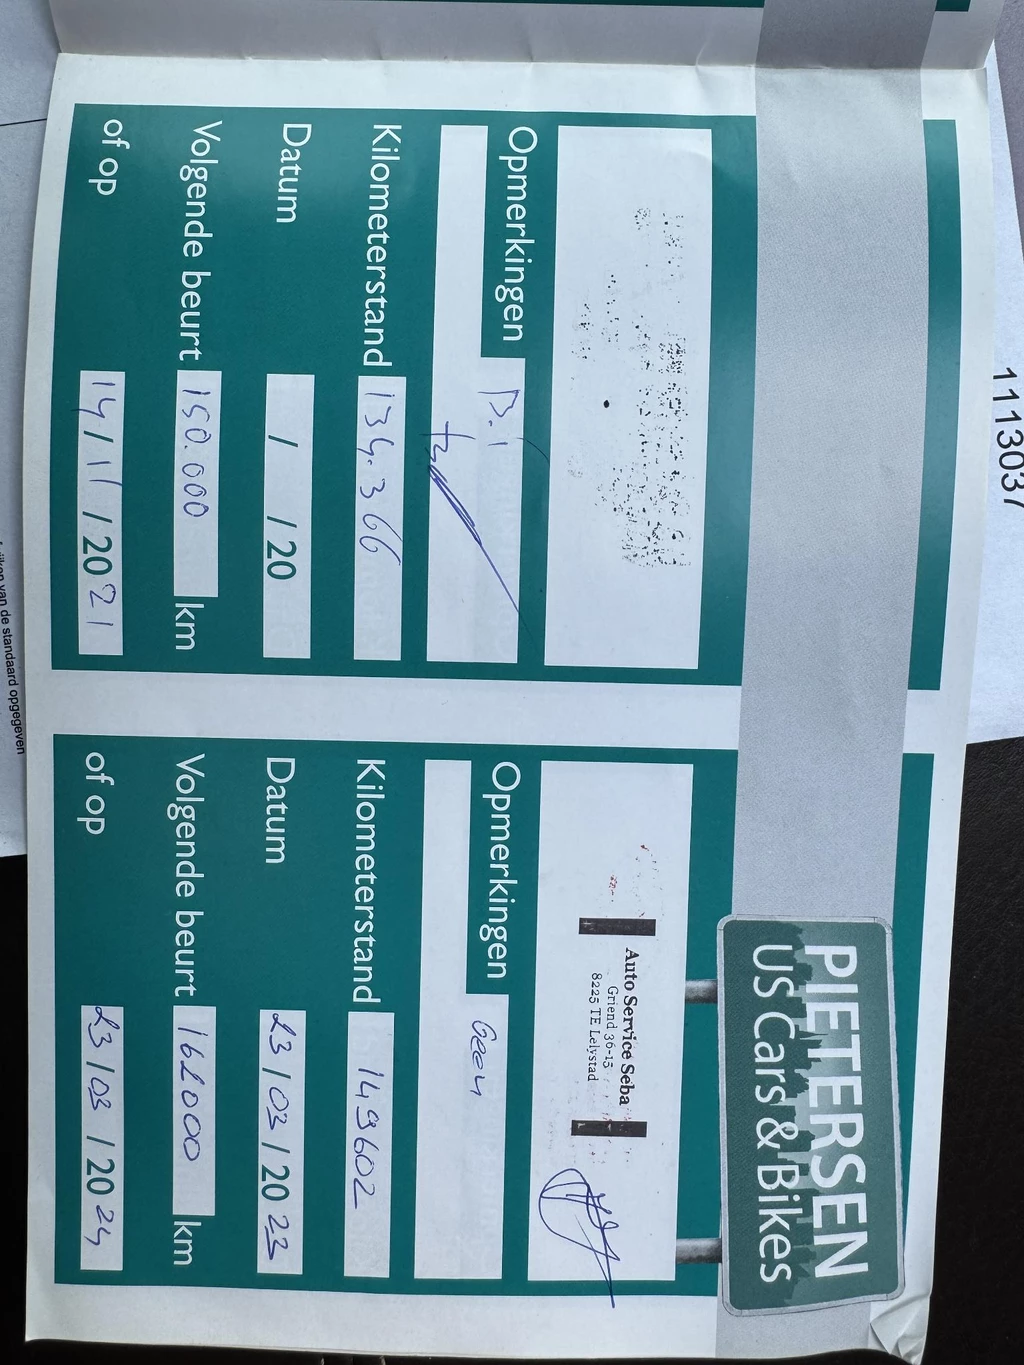 111303
PIETERSEN
US Cars & Bikes
Opmerkingen
Kilometerstand 134.366
Datum / /20
Volgende beurt 150.000 km
of op 14/11/2021
Auto Service Seba
Griend 36-15
8225 TE Lelystad
Opmerkingen Geen
Kilometerstand 149602
Datum 23/03/2023
Volgende beurt 162000 km
of op 23/03/2024
van de standaard opgegeven